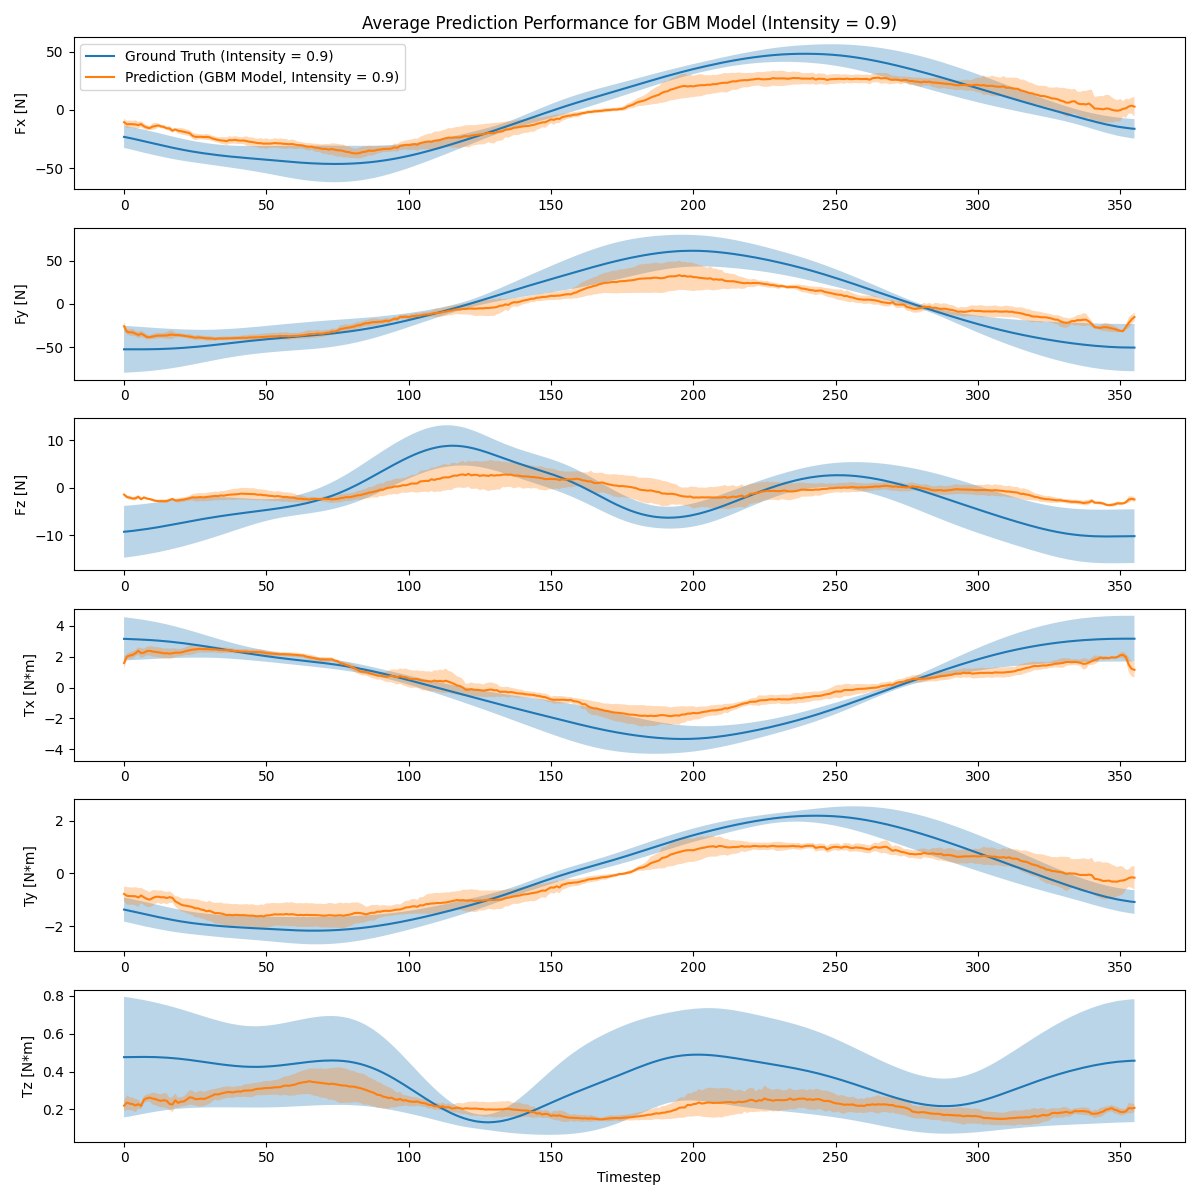 Average Prediction Performance for GBM Model (Intensity = 0.9)
Ground Truth (Intensity = 0.9)
Prediction (GBM Model, Intensity = 0.9)
Fx [N]
50
0
−50
0 50 100 150 200 250 300 350
Fy [N]
50
0
−50
0 50 100 150 200 250 300 350
Fz [N]
10
0
−10
0 50 100 150 200 250 300 350
Tx [N*m]
4
2
0
−2
−4
0 50 100 150 200 250 300 350
Ty [N*m]
2
0
−2
0 50 100 150 200 250 300 350
Tz [N*m]
0.8
0.6
0.4
0.2
0 50 100 150 200 250 300 350
Timestep